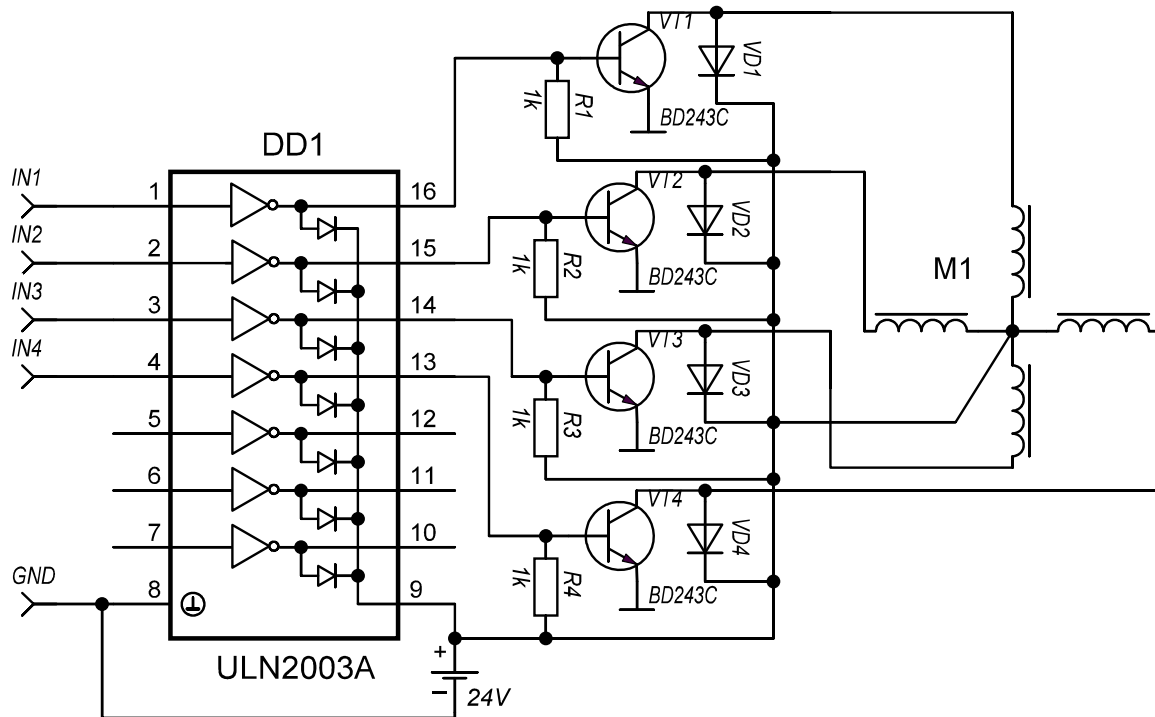 VT1
VD1
R1
1k
BD243C
DD1
IN1
1
16
VT2
IN2
2
15
VD2
R2
1k
BD243C
M1
IN3
3
14
VT3
IN4
4
13
VD3
R3
1k
BD243C
5
12
6
11
VT4
7
10
VD4
GND
8
9
R4
1k
BD243C
ULN2003A
+
−
24V